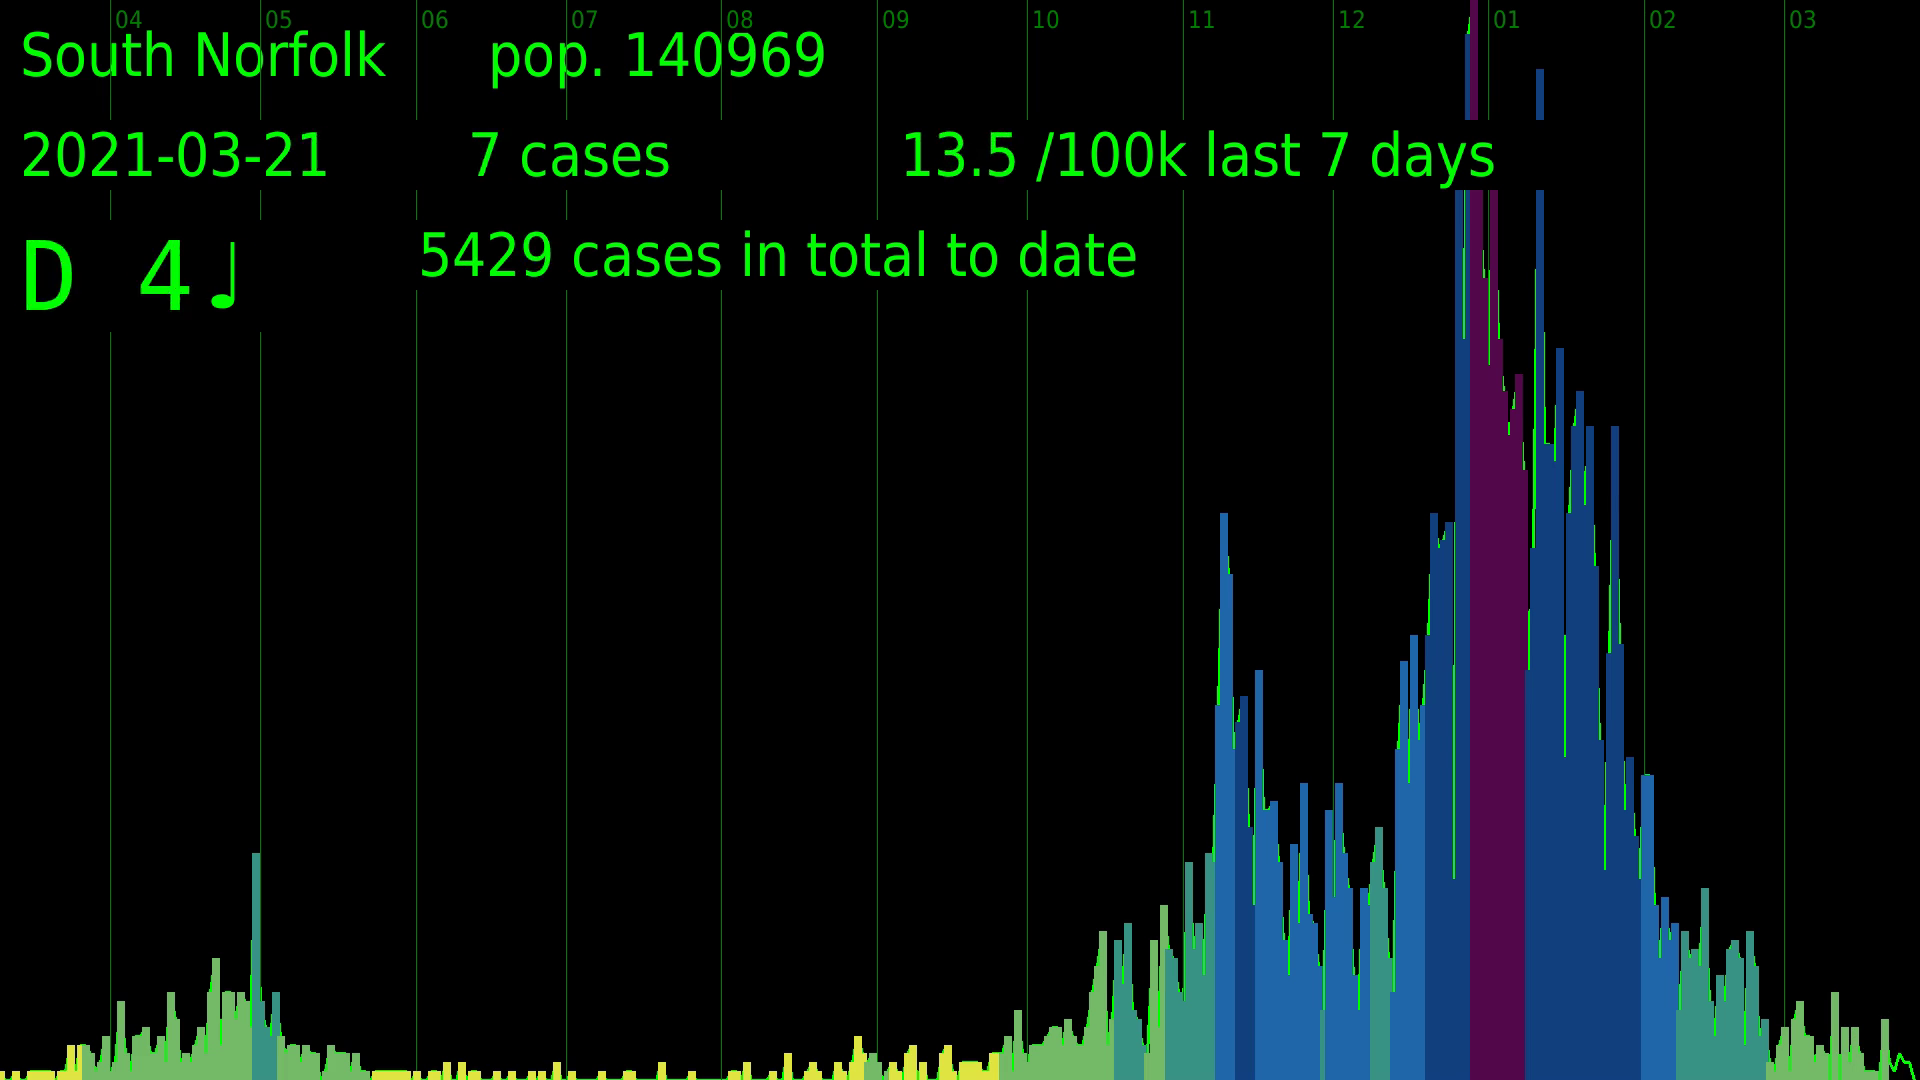 04 05 06 07 08 09 10 11 12 01 02 03
South Norfolk pop. 140969
2021-03-21 7 cases 13.5 /100k last 7 days
D 4♩ 5429 cases in total to date